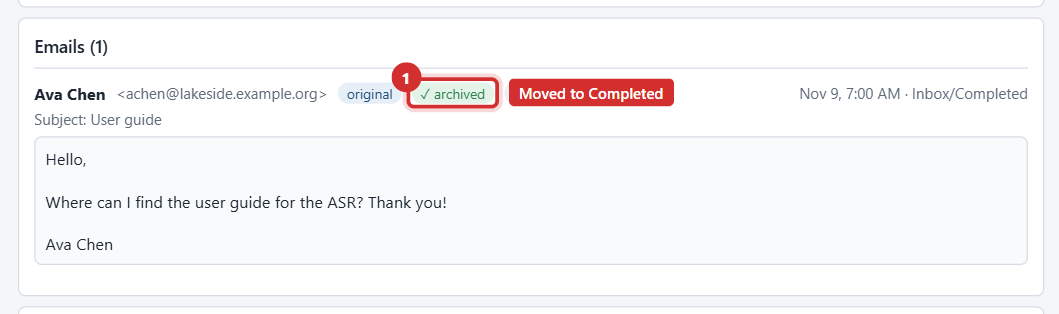 Emails (1)
1
Ava Chen <achen@lakeside.example.org> original ✓ archived Moved to Completed Nov 9, 7:00 AM · Inbox/Completed
Subject: User guide
Hello,
Where can I find the user guide for the ASR? Thank you!
Ava Chen